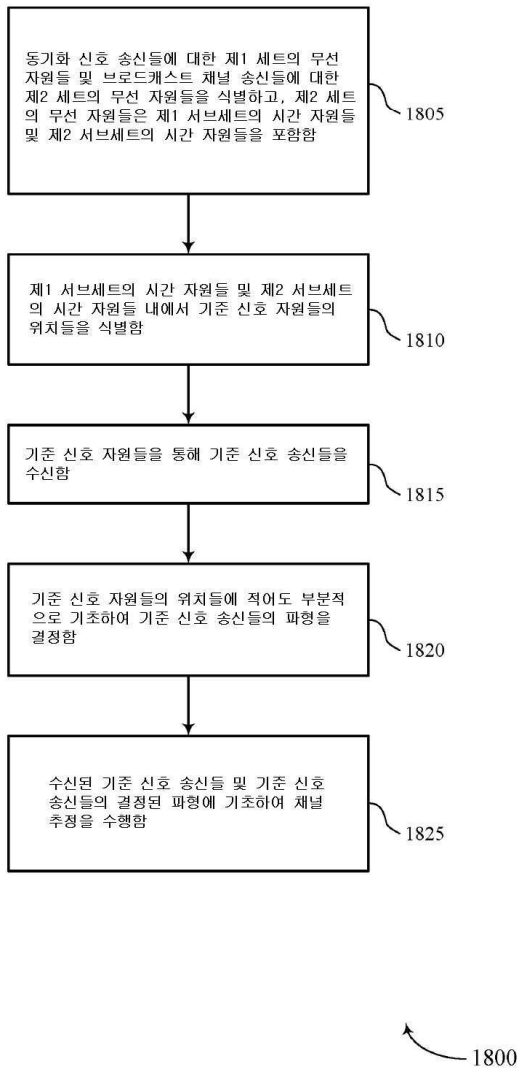 동기화 신호 송신들에 대한 제1 세트의 무선
자원들 및 브로드캐스트 채널 송신들에 대한
제2 세트의 무선 자원들을 식별하고, 제2 세트
의 무선 자원들은 제1 서브세트의 시간 자원들
및 제2 서브세트의 시간 자원들을 포함함
1805
제1 서브세트의 시간 자원들 및 제2 서브세트
의 시간 자원들 내에서 기준 신호 자원들의
위치들을 식별함
1810
기준 신호 자원들을 통해 기준 신호 송신들을
수신함
1815
기준 신호 자원들의 위치들에 적어도 부분적
으로 기초하여 기준 신호 송신들의 파형을
결정함
1820
수신된 기준 신호 송신들 및 기준 신호
송신들의 결정된 파형에 기초하여 채널
추정을 수행함
1825
1800